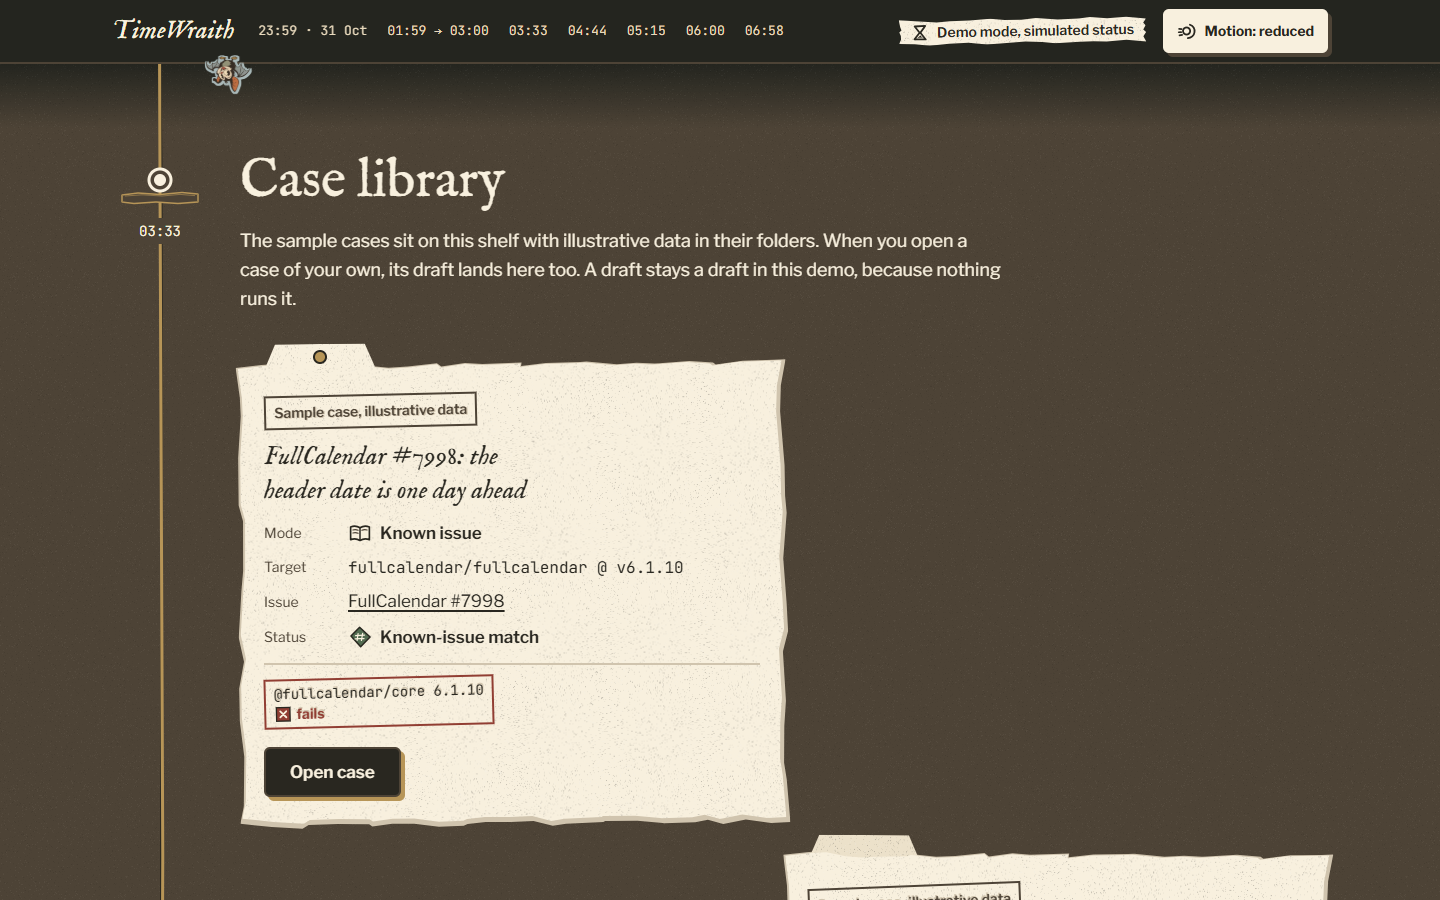 TimeWraith
23:59 · 31 Oct 01:59 → 03:00 03:33 04:44 05:15 06:00 06:58
Demo mode, simulated status
Motion: reduced
03:33
Case library
The sample cases sit on this shelf with illustrative data in their folders. When you open a
case of your own, its draft lands here too. A draft stays a draft in this demo, because nothing
runs it.
Sample case, illustrative data
FullCalendar #7998: the
header date is one day ahead
Mode Known issue
Target fullcalendar/fullcalendar @ v6.1.10
Issue FullCalendar #7998
Status Known-issue match
@fullcalendar/core 6.1.10
fails
Open case